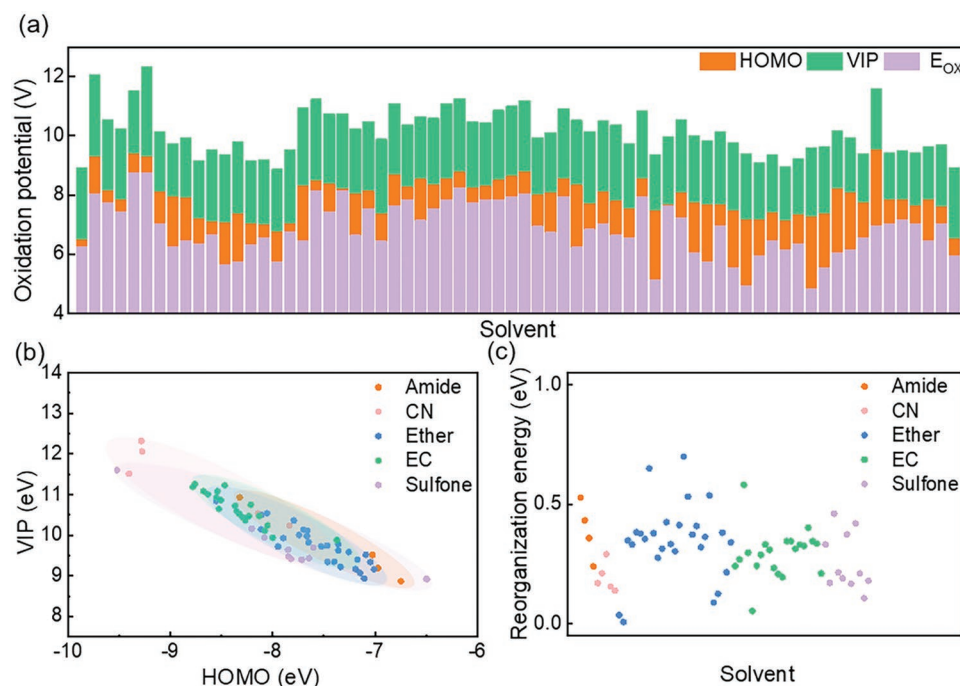 (a)
Oxidation potential (V)
12
10
8
6
4
HOMO VIP EOX
Solvent
(b)
VIP (eV)
14
13
12
11
10
9
8
Amide
CN
Ether
EC
Sulfone
-10 -9 -8 -7 -6
HOMO (eV)
(c)
Reorganization energy (eV)
1.0
0.5
0.0
Amide
CN
Ether
EC
Sulfone
Solvent